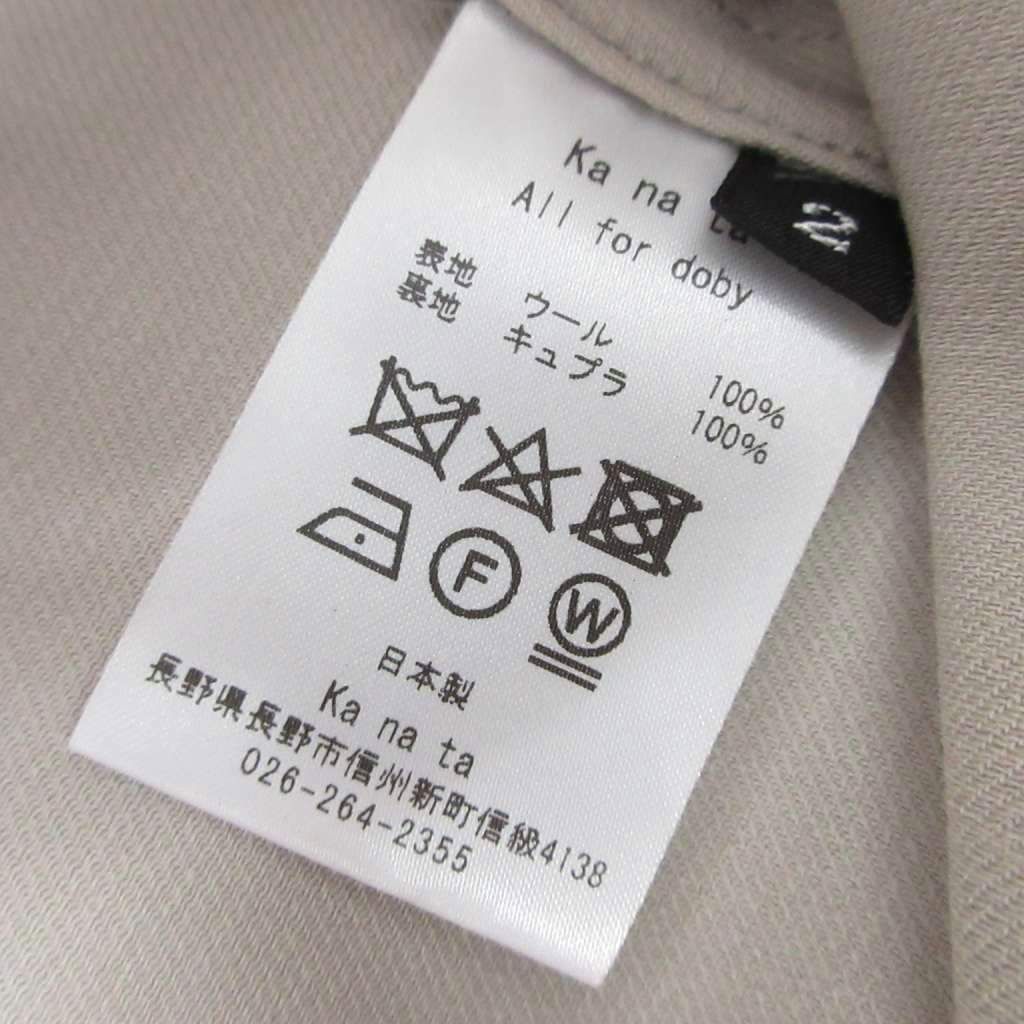 Ka na ta
2
All for doby
表地 ウール 100%
裏地 キュプラ 100%
F
W
日本製
Ka na ta
長野県長野市信州新町信級4138
026-264-2355